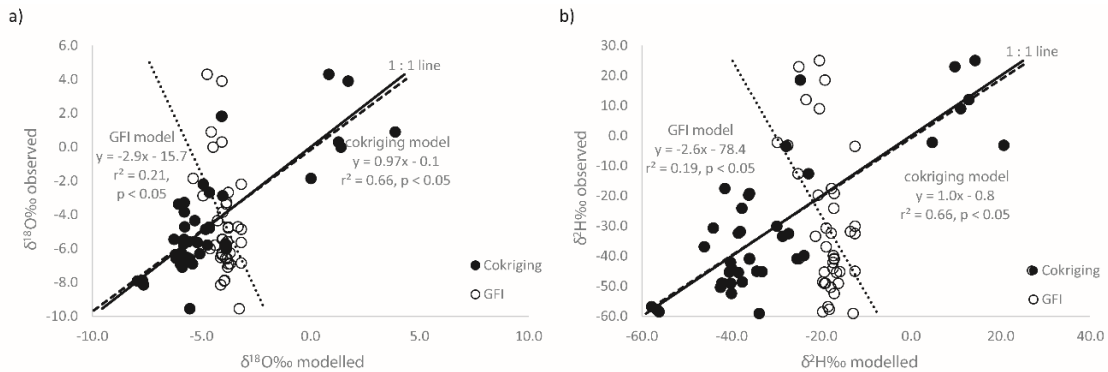 a)
6.0
4.0
2.0
0.0
-2.0
-4.0
-6.0
-8.0
-10.0
δ¹⁸O‰ observed
1 : 1 line
GFI model
y = -2.9x - 15.7
r² = 0.21,
p < 0.05
cokriging model
y = 0.97x - 0.1
r² = 0.66, p < 0.05
Cokriging
GFI
-10.0 -5.0 0.0 5.0 10.0
δ¹⁸O‰ modelled
b)
30.0
20.0
10.0
0.0
-10.0
-20.0
-30.0
-40.0
-50.0
-60.0
δ²H‰ observed
1 : 1 line
GFI model
y = -2.6x - 78.4
r² = 0.19, p < 0.05
cokriging model
y = 1.0x - 0.8
r² = 0.66, p < 0.05
Cokriging
GFI
-60.0 -40.0 -20.0 0.0 20.0 40.0
δ²H‰ modelled